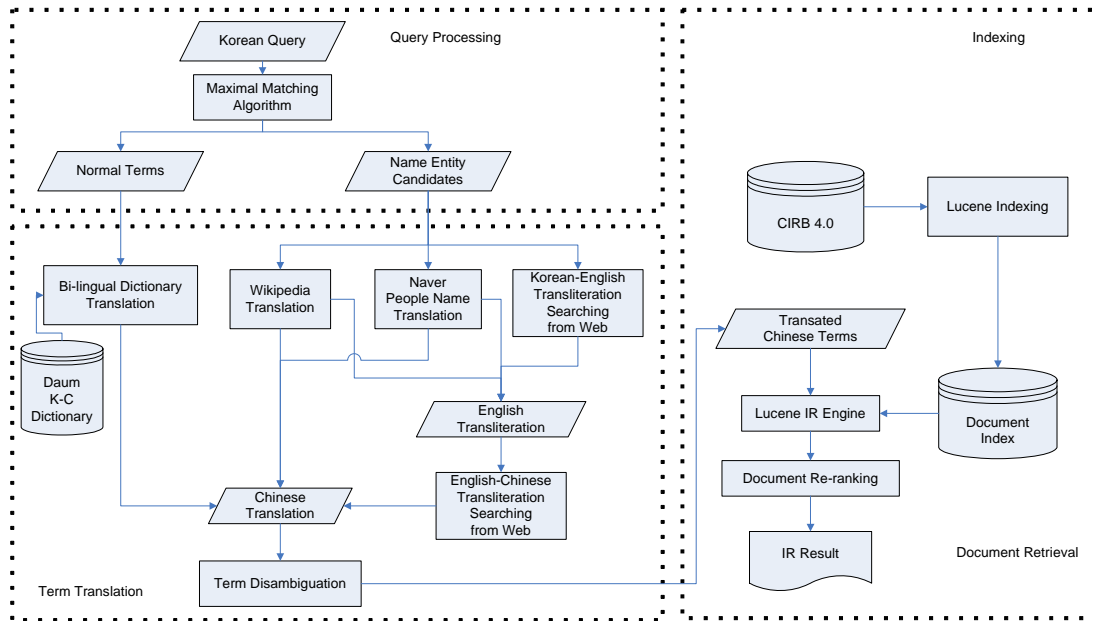 Korean Query
Query Processing
Maximal Matching
Algorithm
Normal Terms
Name Entity
Candidates
Bi-lingual Dictionary
Translation
Wikipedia
Translation
Naver
People Name
Translation
Korean-English
Transliteration
Searching
from Web
Daum
K-C
Dictionary
English
Transliteration
Chinese
Translation
English-Chinese
Transliteration
Searching
from Web
Term Disambiguation
Term Translation
Indexing
CIRB 4.0
Lucene Indexing
Transated
Chinese Terms
Lucene IR Engine
Document
Index
Document Re-ranking
IR Result
Document Retrieval